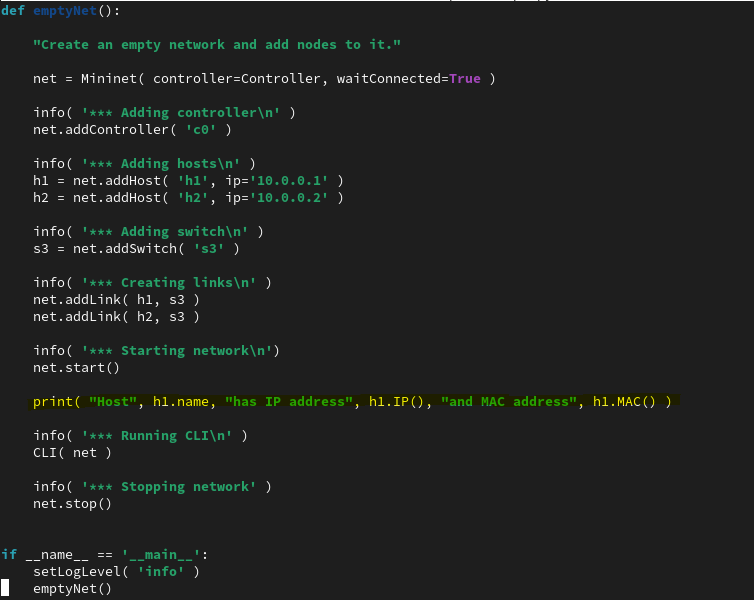 def emptyNet():
    "Create an empty network and add nodes to it."
    net = Mininet( controller=Controller, waitConnected=True )
    info( '*** Adding controller\n' )
    net.addController( 'c0' )
    info( '*** Adding hosts\n' )
    h1 = net.addHost( 'h1', ip='10.0.0.1' )
    h2 = net.addHost( 'h2', ip='10.0.0.2' )
    info( '*** Adding switch\n' )
    s3 = net.addSwitch( 's3' )
    info( '*** Creating links\n' )
    net.addLink( h1, s3 )
    net.addLink( h2, s3 )
    info( '*** Starting network\n')
    net.start()
    print( "Host", h1.name, "has IP address", h1.IP(), "and MAC address", h1.MAC() )
    info( '*** Running CLI\n' )
    CLI( net )
    info( '*** Stopping network' )
    net.stop()
if __name__ == '__main__':
    setLogLevel( 'info' )
    emptyNet()